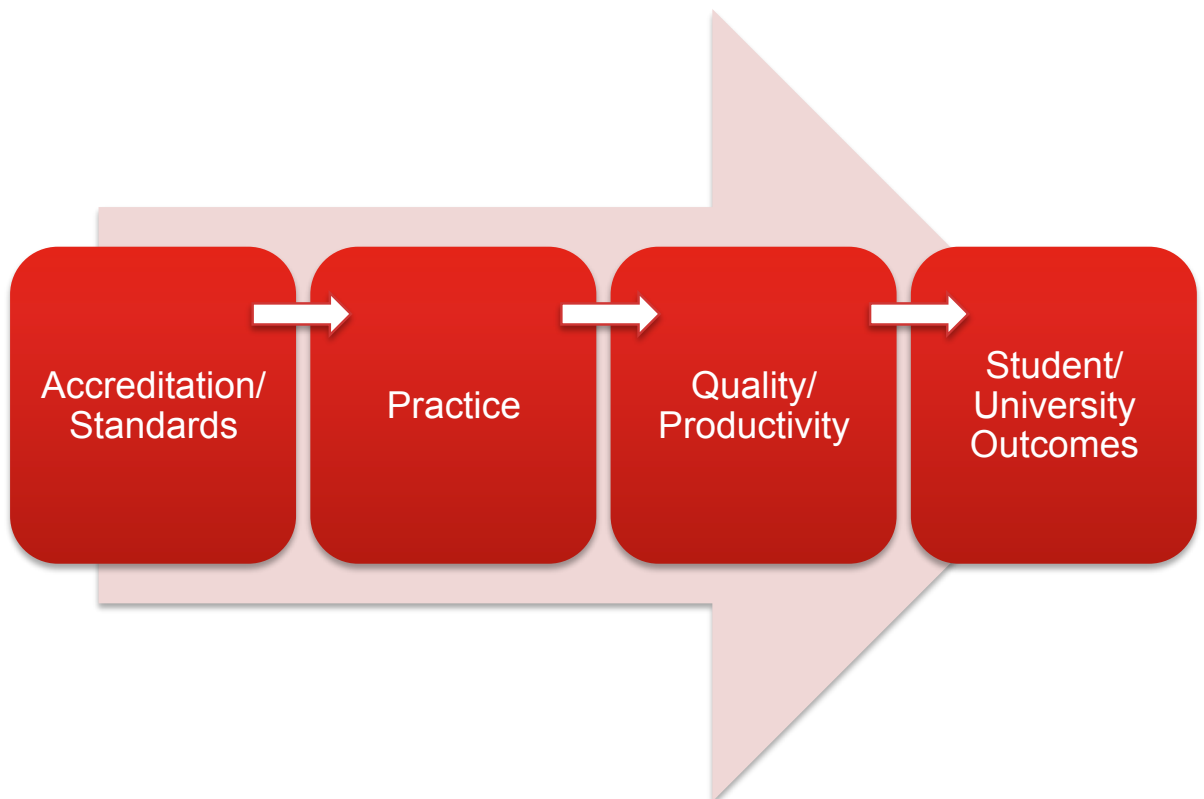 Accreditation/
Standards
Practice
Quality/
Productivity
Student/
University
Outcomes